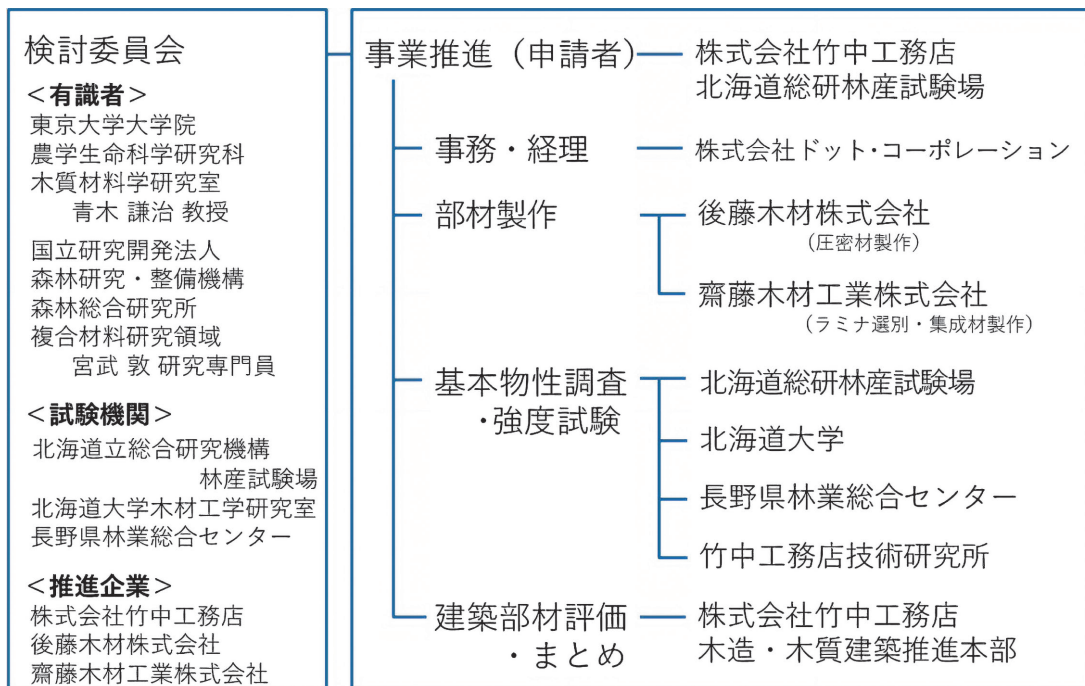 検討委員会
＜有識者＞
東京大学大学院
農学生命科学研究科
木質材料学研究室
青木 謙治 教授
国立研究開発法人
森林研究・整備機構
森林総合研究所
複合材料研究領域
宮武 敦 研究専門員
＜試験機関＞
北海道立総合研究機構
林産試験場
北海道大学木材工学研究室
長野県林業総合センター
＜推進企業＞
株式会社竹中工務店
後藤木材株式会社
齋藤木材工業株式会社
事業推進（申請者）
株式会社竹中工務店
北海道総研林産試験場
事務・経理
株式会社ドット・コーポレーション
部材製作
後藤木材株式会社
（圧密材製作）
齋藤木材工業株式会社
（ラミナ選別・集成材製作）
基本物性調査
・強度試験
北海道総研林産試験場
北海道大学
長野県林業総合センター
竹中工務店技術研究所
建築部材評価
・まとめ
株式会社竹中工務店
木造・木質建築推進本部